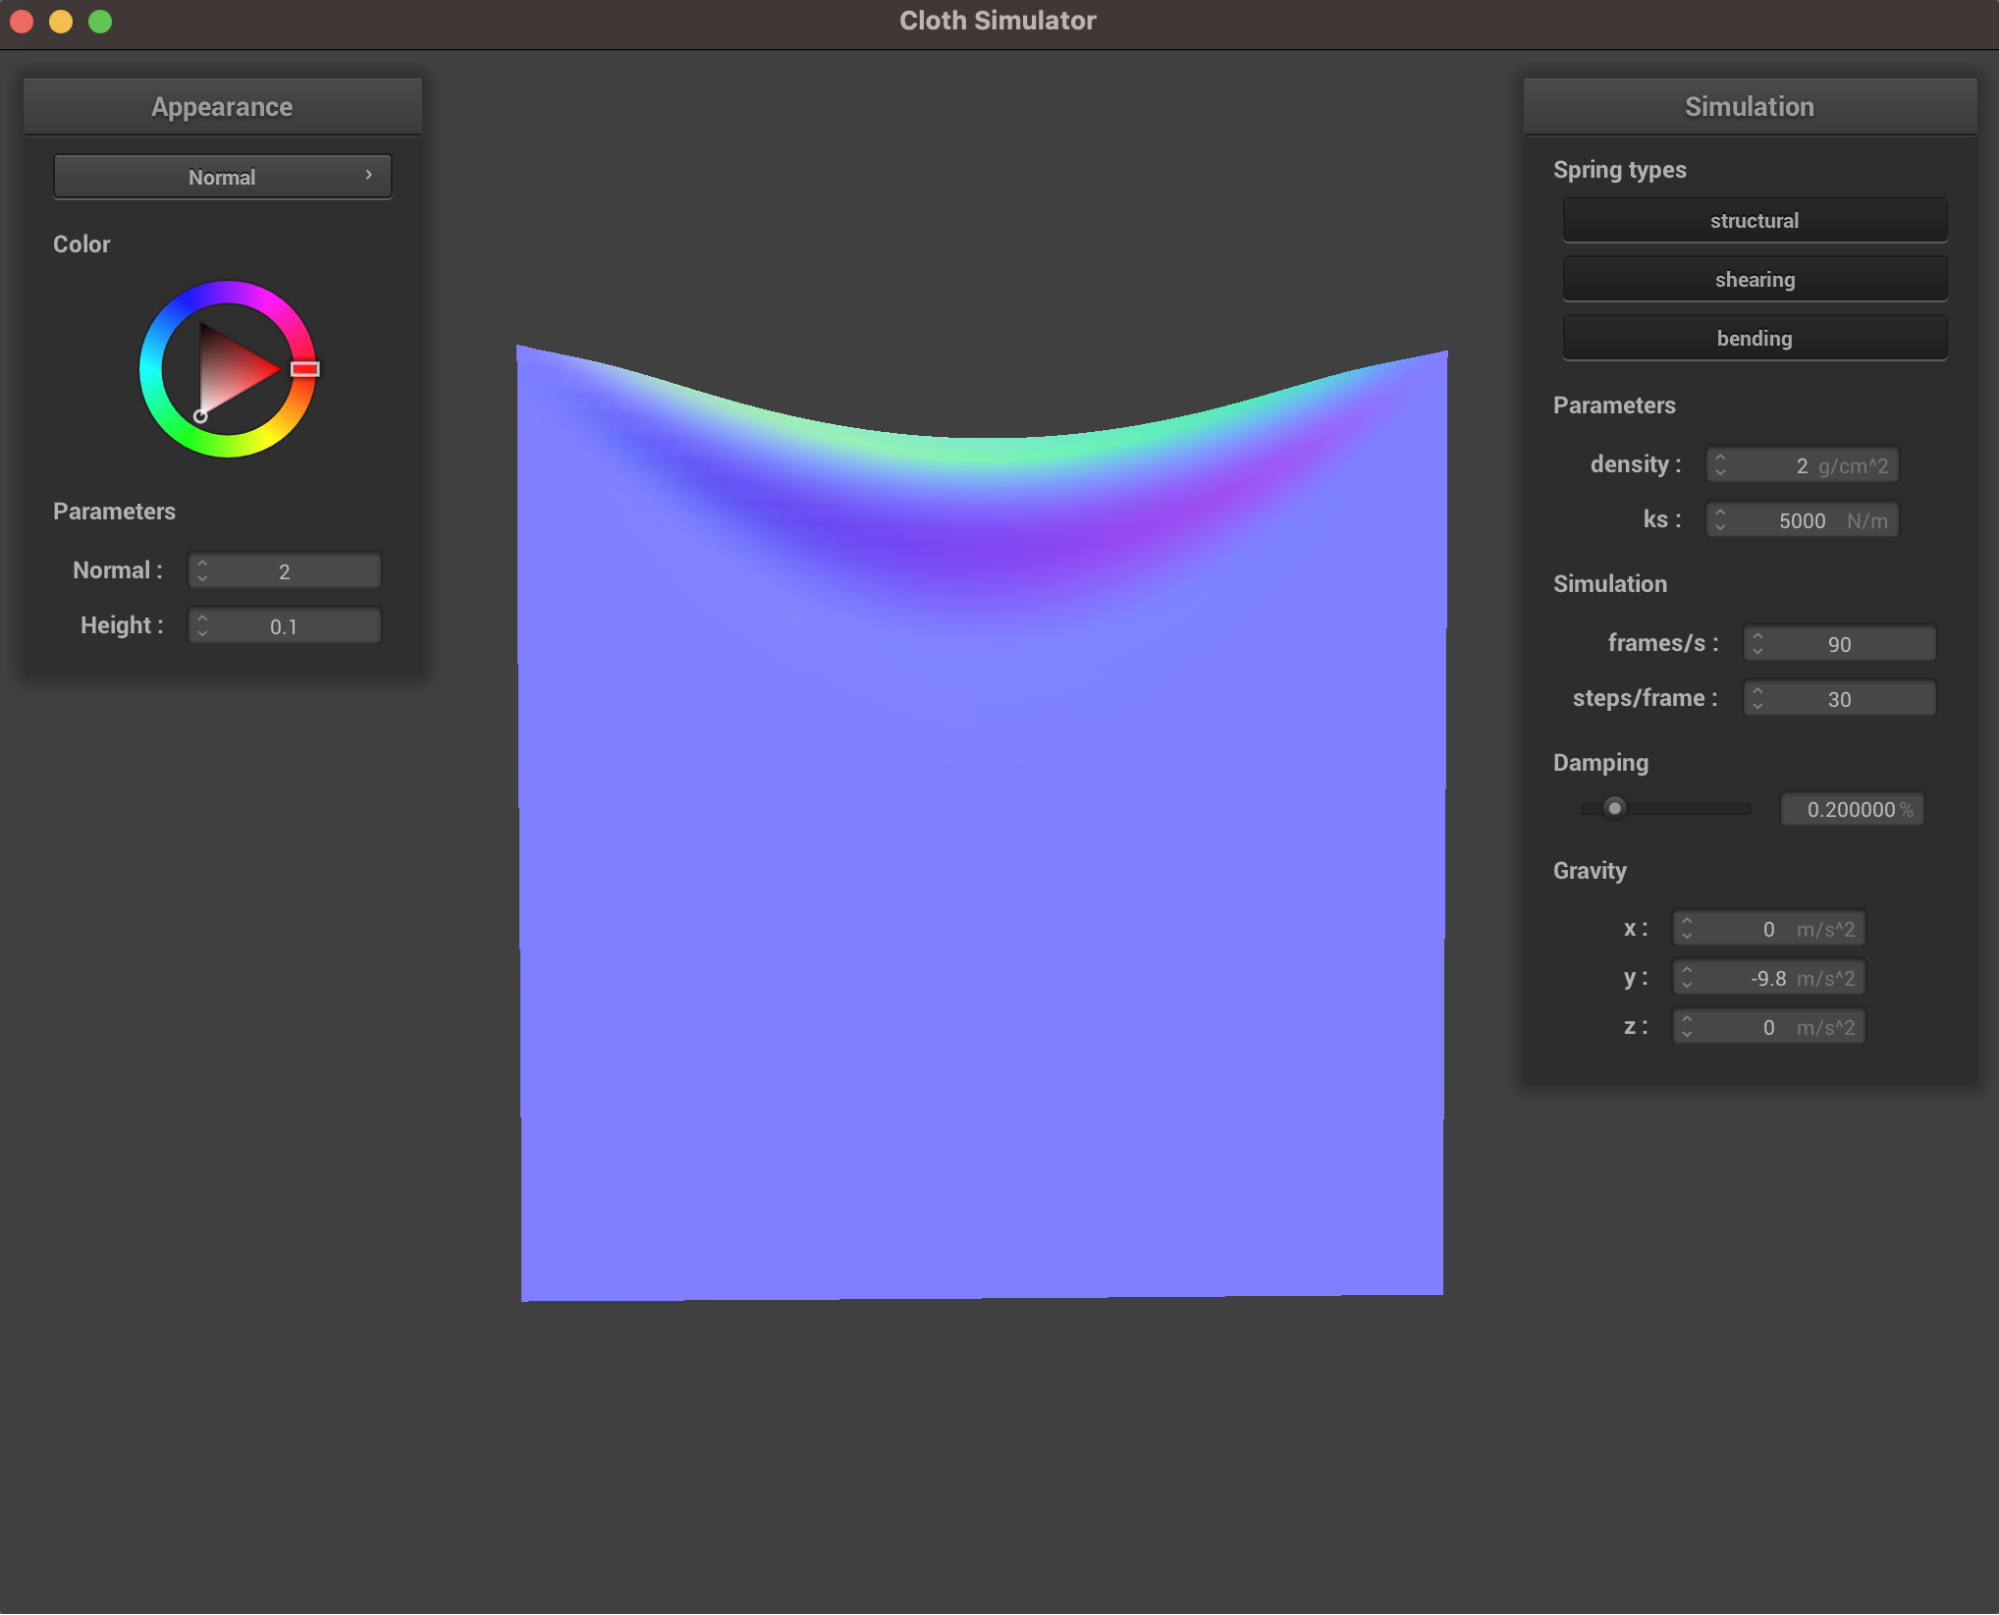 Cloth Simulator
Appearance
Normal
Color
Parameters
Normal : 2
Height : 0.1
Simulation
Spring types
structural
shearing
bending
Parameters
density : 2 g/cm^2
ks : 5000 N/m
Simulation
frames/s : 90
steps/frame : 30
Damping
0.200000 %
Gravity
x : 0 m/s^2
y : -9.8 m/s^2
z : 0 m/s^2